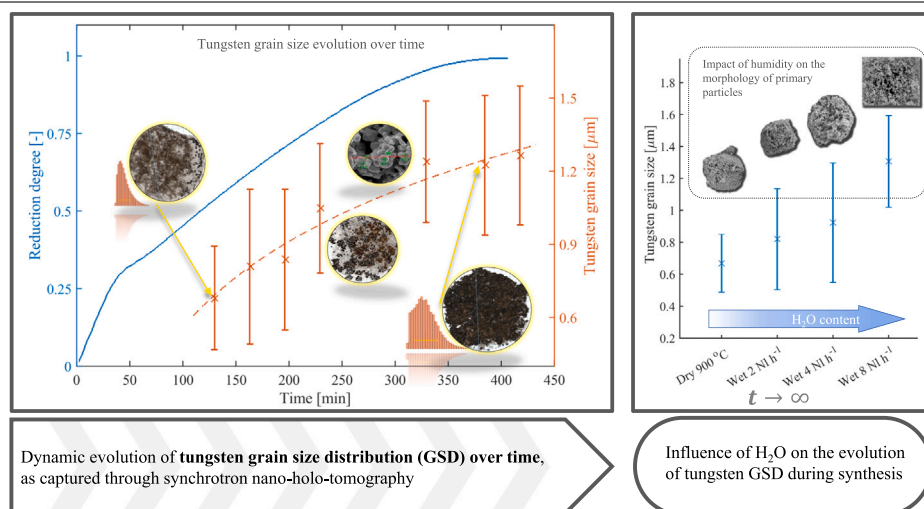 Tungsten grain size evolution over time
Reduction degree [-]
1
0.75
0.5
0.25
0
0 50 100 150 200 250 300 350 400 450
Time [min]
1.5
1.2
0.9
0.6
Tungsten grain size [μm]
Impact of humidity on the
morphology of primary
particles
Tungsten grain size [μm]
1.8
1.6
1.4
1.2
1
0.8
0.6
0.4
0.2
H₂O content
Dry 900 °C
Wet 2 Nl h⁻¹
Wet 4 Nl h⁻¹
Wet 8 Nl h⁻¹
t → ∞
Dynamic evolution of tungsten grain size distribution (GSD) over time,
as captured through synchrotron nano-holo-tomography
Influence of H₂O on the evolution
of tungsten GSD during synthesis